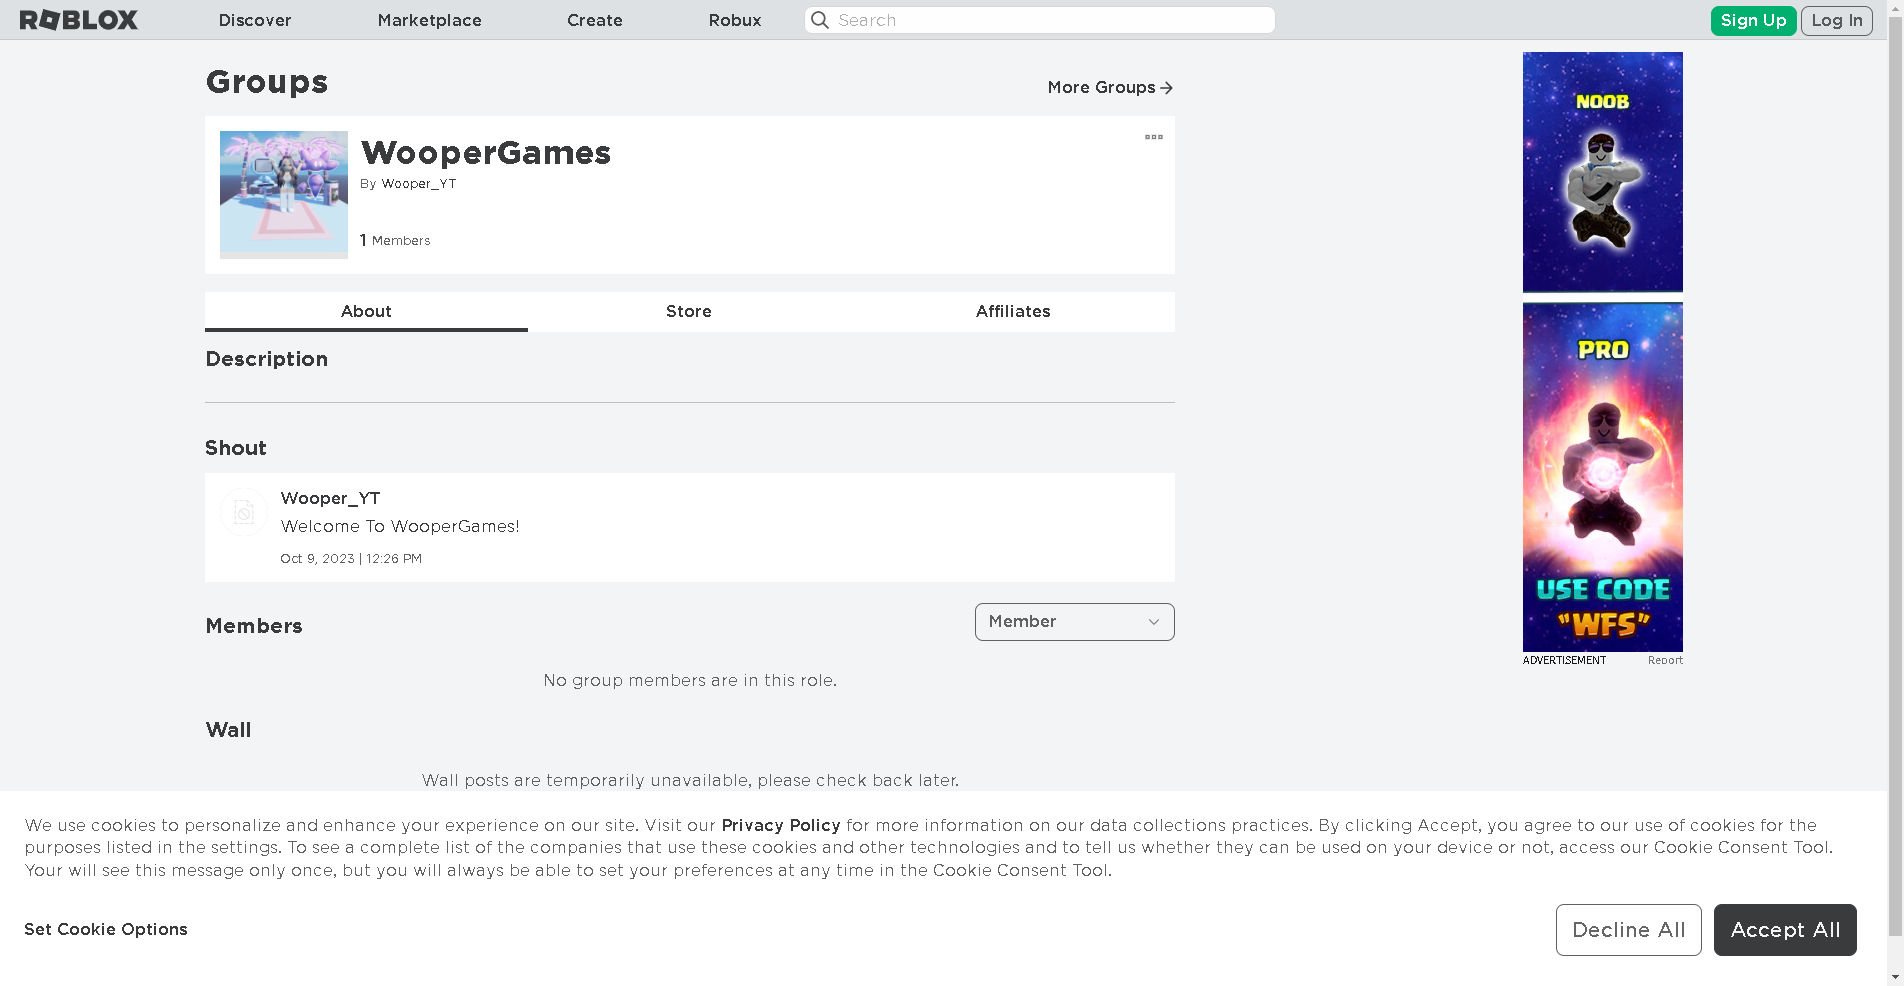 ROBLOX Discover Marketplace Create Robux Search Sign Up Log In
Groups
More Groups
WooperGames
By Wooper_YT
1 Members
About Store Affiliates
Description
Shout
Wooper_YT
Welcome To WooperGames!
Oct 9, 2023 | 12:26 PM
Members
Member
No group members are in this role.
Wall
Wall posts are temporarily unavailable, please check back later.
NOOB
PRO
USE CODE
"WFS"
ADVERTISEMENT Report
We use cookies to personalize and enhance your experience on our site. Visit our Privacy Policy for more information on our data collections practices. By clicking Accept, you agree to our use of cookies for the
purposes listed in the settings. To see a complete list of the companies that use these cookies and other technologies and to tell us whether they can be used on your device or not, access our Cookie Consent Tool.
Your will see this message only once, but you will always be able to set your preferences at any time in the Cookie Consent Tool.
Set Cookie Options
Decline All Accept All